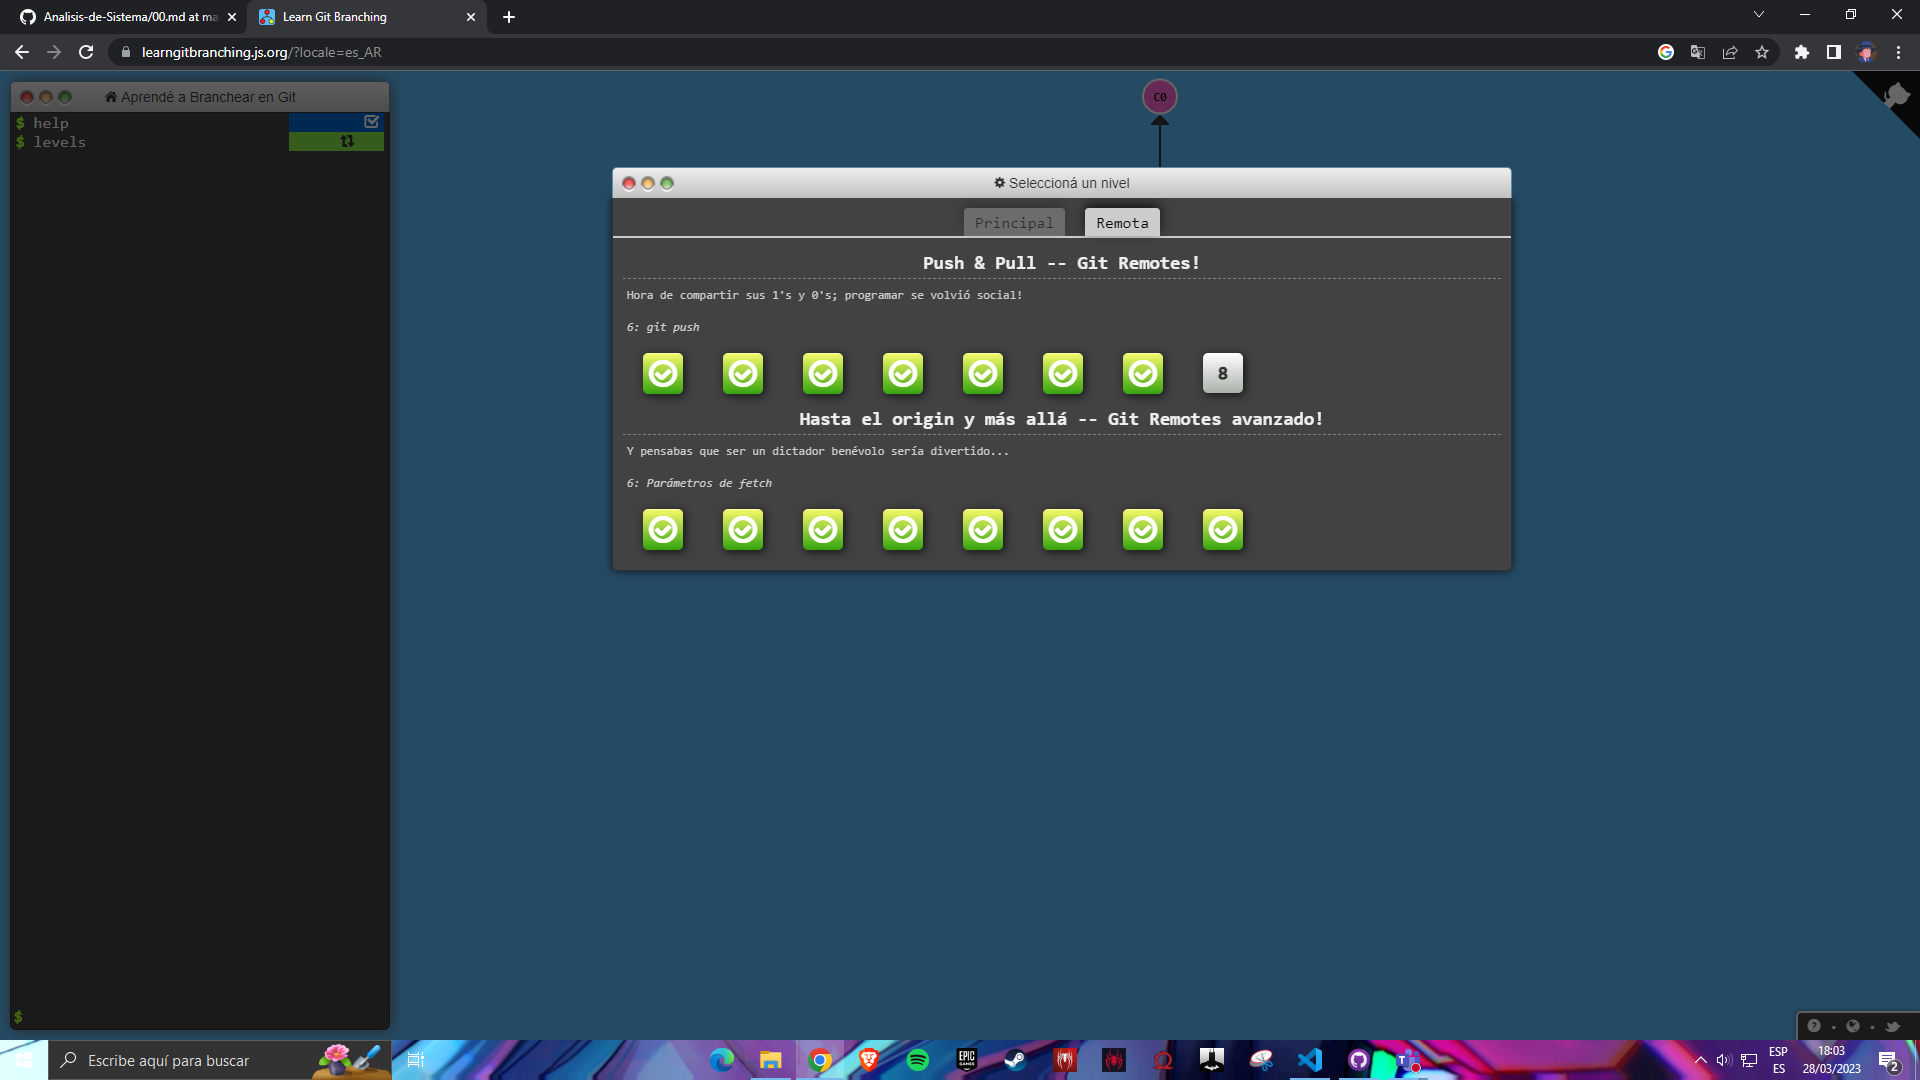 Analisis-de-Sistema/00.md at ma
Learn Git Branching
learngitbranching.js.org/?locale=es_AR
Aprendé a Branchear en Git
$ help
$ levels
$
C0
Seleccioná un nivel
Principal
Remota
Push & Pull -- Git Remotes!
Hora de compartir sus 1's y 0's; programar se volvió social!
6: git push
8
Hasta el origin y más allá -- Git Remotes avanzado!
Y pensabas que ser un dictador benévolo sería divertido...
6: Parámetros de fetch
Escribe aquí para buscar
EPIC GAMES
ESP
ES
18:03
28/03/2023
2